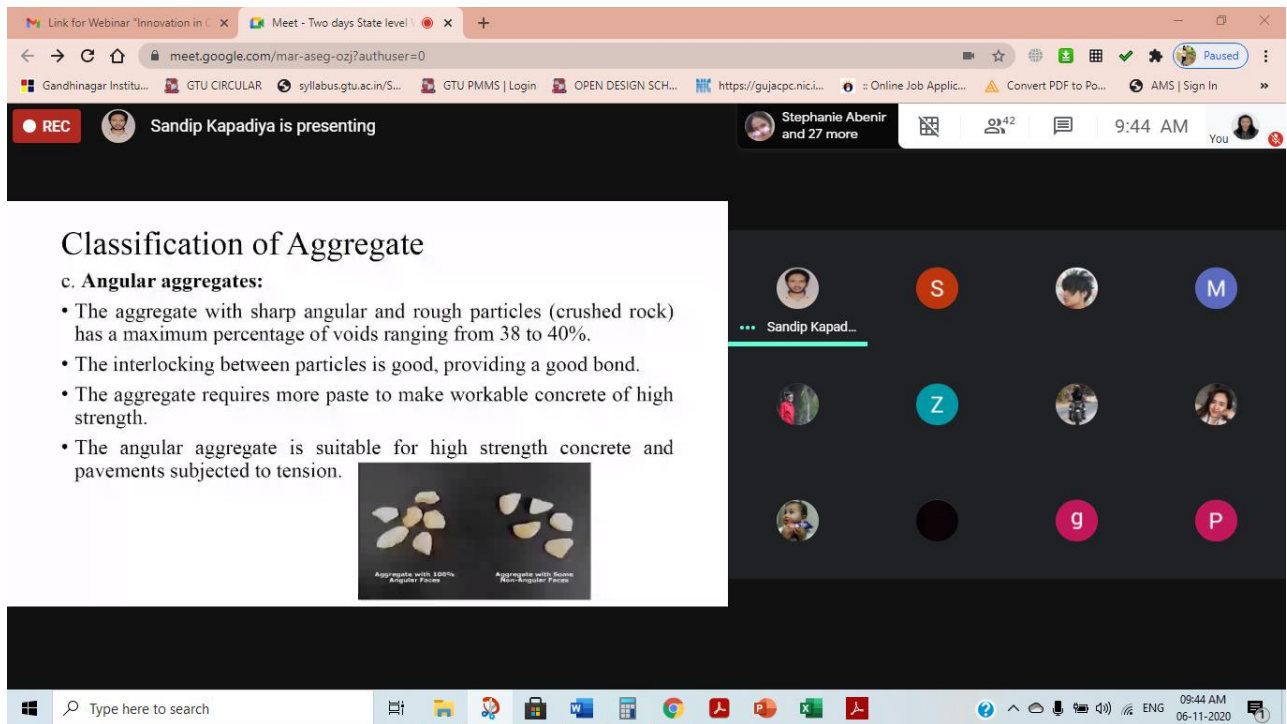 Link for Webinar "Innovation in C
Meet - Two days State level W
meet.google.com/mar-aseg-ozj?authuser=0
Paused
Gandhinagar Institu...
GTU CIRCULAR
syllabus.gtu.ac.in/S...
GTU PMMS | Login
OPEN DESIGN SCH...
https://gujacpc.nic.i...
:: Online Job Applic...
Convert PDF to Po...
AMS | Sign In
»
REC
Sandip Kapadiya is presenting
Stephanie Abenir
and 27 more
42
9:44 AM
You
Classification of Aggregate
c. Angular aggregates:
• The aggregate with sharp angular and rough particles (crushed rock)
has a maximum percentage of voids ranging from 38 to 40%.
• The interlocking between particles is good, providing a good bond.
• The aggregate requires more paste to make workable concrete of high
strength.
• The angular aggregate is suitable for high strength concrete and
pavements subjected to tension.
Aggregate with 100%
Angular Faces
Aggregate with Some
Non-Angular Faces
Sandip Kapad...
S
M
Z
g
P
Type here to search
ENG
09:44 AM
06-11-2020
1